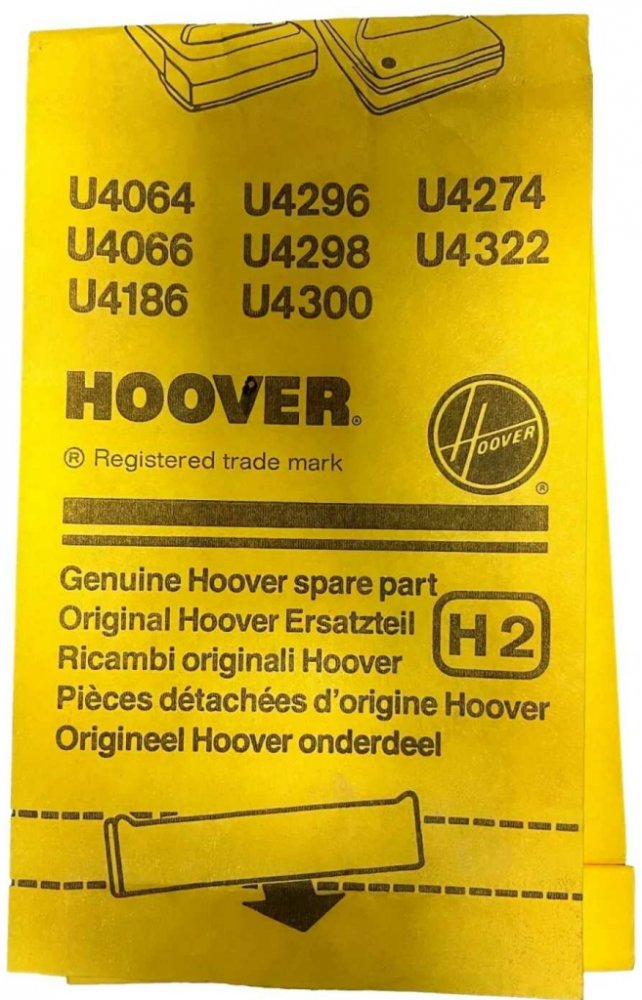 U4064 U4296 U4274
U4066 U4298 U4322
U4186 U4300
HOOVER®
® Registered trade mark
HOOVER ®
Genuine Hoover spare part
Original Hoover Ersatzteil
H2
Ricambi originali Hoover
Pièces détachées d'origine Hoover
Origineel Hoover onderdeel